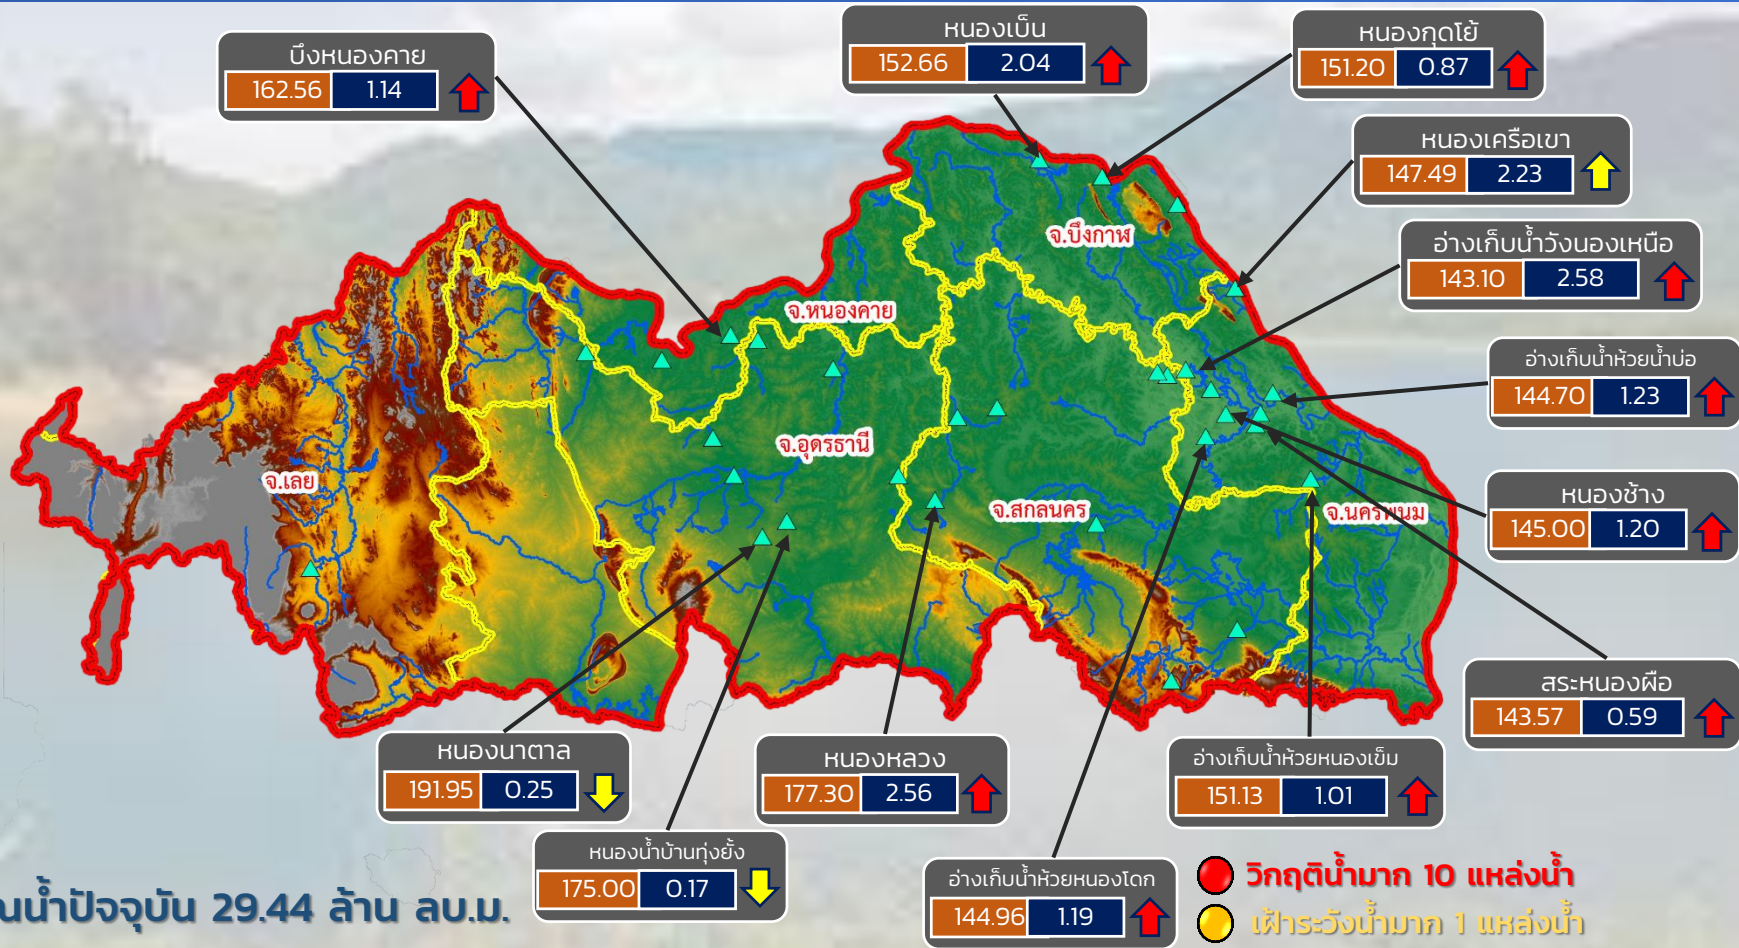 หนองเบ็น
152.66 2.04
หนองกุดโย้
151.20 0.87
บึงหนองคาย
162.56 1.14
หนองเครือเขา
147.49 2.23
จ.บึงกาฬ
อ่างเก็บน้ำวังนองเหนือ
143.10 2.58
จ.หนองคาย
อ่างเก็บน้ำห้วยน้ำบ่อ
144.70 1.23
จ.อุดรธานี
จ.เลย
จ.สกลนคร
จ.นครพนม
หนองช้าง
145.00 1.20
สระหนองผือ
143.57 0.59
หนองนาตาล
191.95 0.25
หนองหลวง
177.30 2.56
อ่างเก็บน้ำห้วยหนองเข็ม
151.13 1.01
หนองน้ำบ้านทุ่งยั้ง
175.00 0.17
อ่างเก็บน้ำห้วยหนองโดก
144.96 1.19
วิกฤติน้ำมาก 10 แหล่งน้ำ
ณน้ำปัจจุบัน 29.44 ล้าน ลบ.ม.
เฝ้าระวังน้ำมาก 1 แหล่งน้ำ